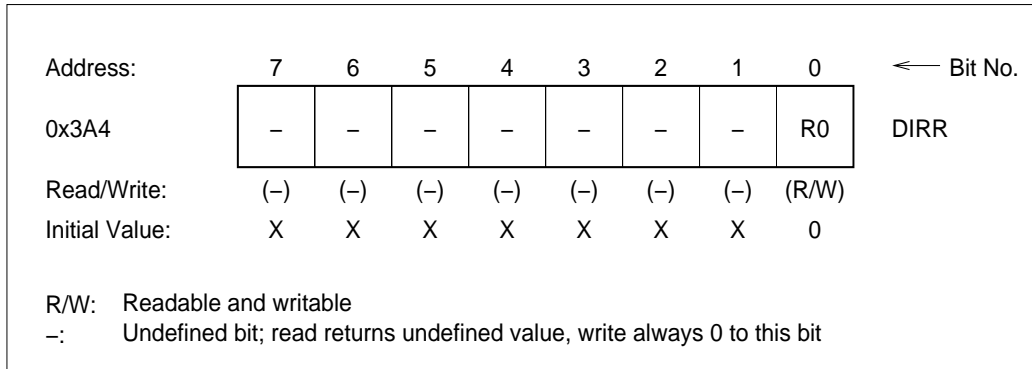 Address: 7 6 5 4 3 2 1 0 Bit No.
0x3A4 – – – – – – – R0 DIRR
Read/Write: (–) (–) (–) (–) (–) (–) (–) (R/W)
Initial Value: X X X X X X X 0
R/W: Readable and writable
–: Undefined bit; read returns undefined value, write always 0 to this bit